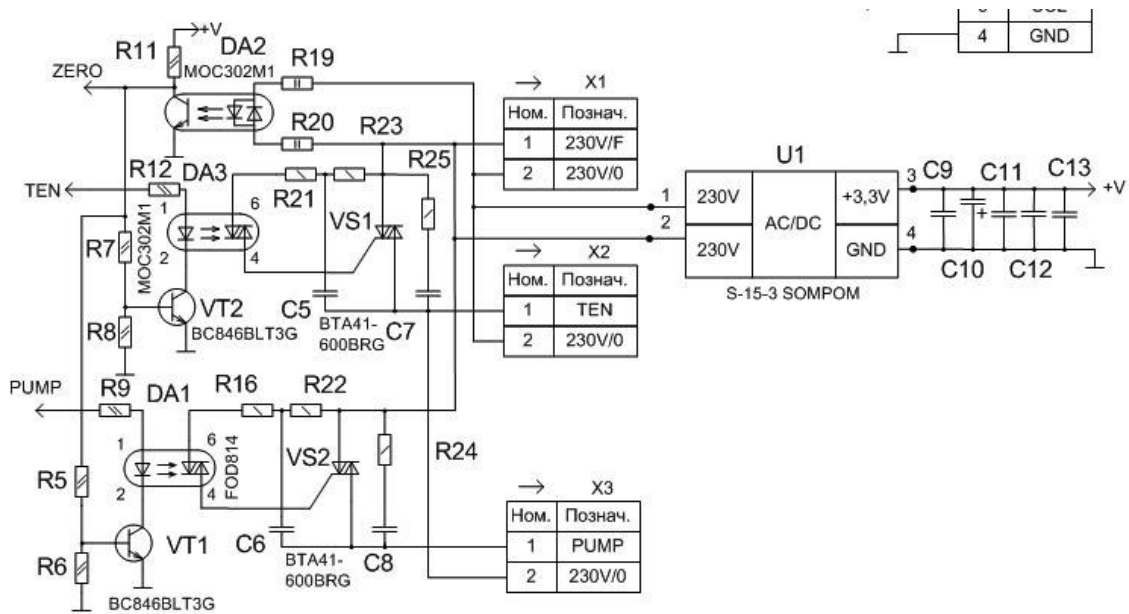 4 GND
+V
R11
DA2
MOC302M1
ZERO
R19
R20
R23
R25
X1
Ном. Познач.
1 230V/F
2 230V/0
R12
DA3
TEN
R21
1
6
2
4
MOC302M1
R7
VS1
R8
VT2
BC846BLT3G
C5
BTA41-
600BRG
C7
X2
Ном. Познач.
1 TEN
2 230V/0
U1
1
2
230V
230V
AC/DC
+3,3V
GND
3
4
S-15-3 SOMPOM
C9
C11
C13
+V
+
C10
C12
PUMP
R9
DA1
R16
R22
1
6
2
4
FOD814
VS2
R24
R5
R6
VT1
BC846BLT3G
C6
BTA41-
600BRG
C8
X3
Ном. Познач.
1 PUMP
2 230V/0